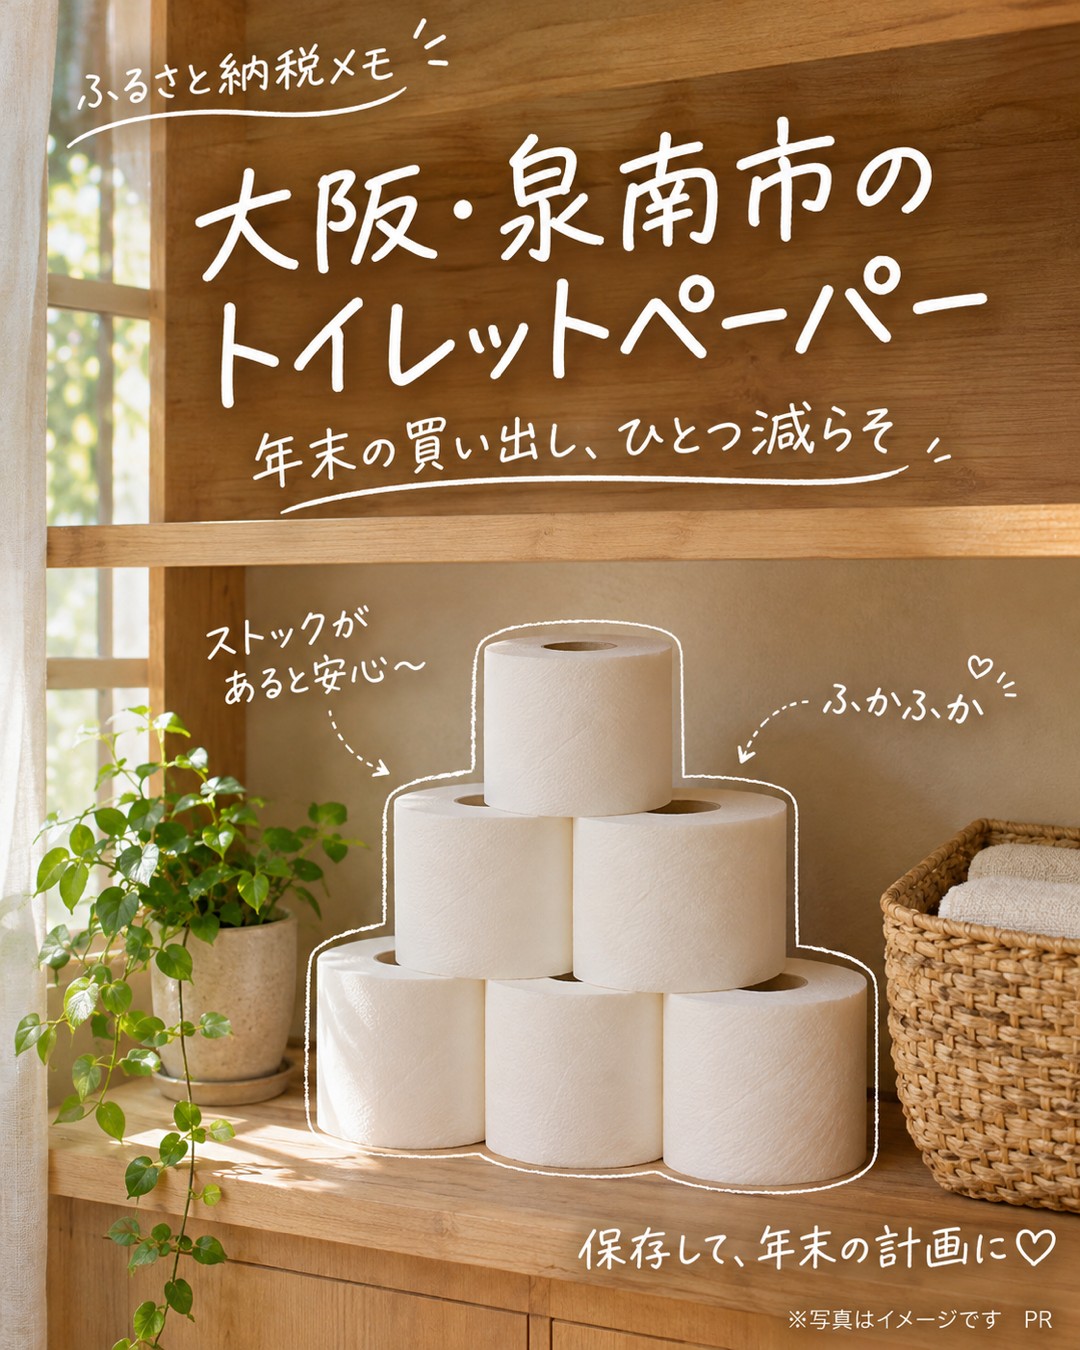 ふるさと納税メモ
大阪・泉南市の
トイレットペーパー
年末の買い出し、ひとつ減らそ
ストックが
あると安心〜
ふかふか♡
保存して、年末の計画に♡
※写真はイメージです PR